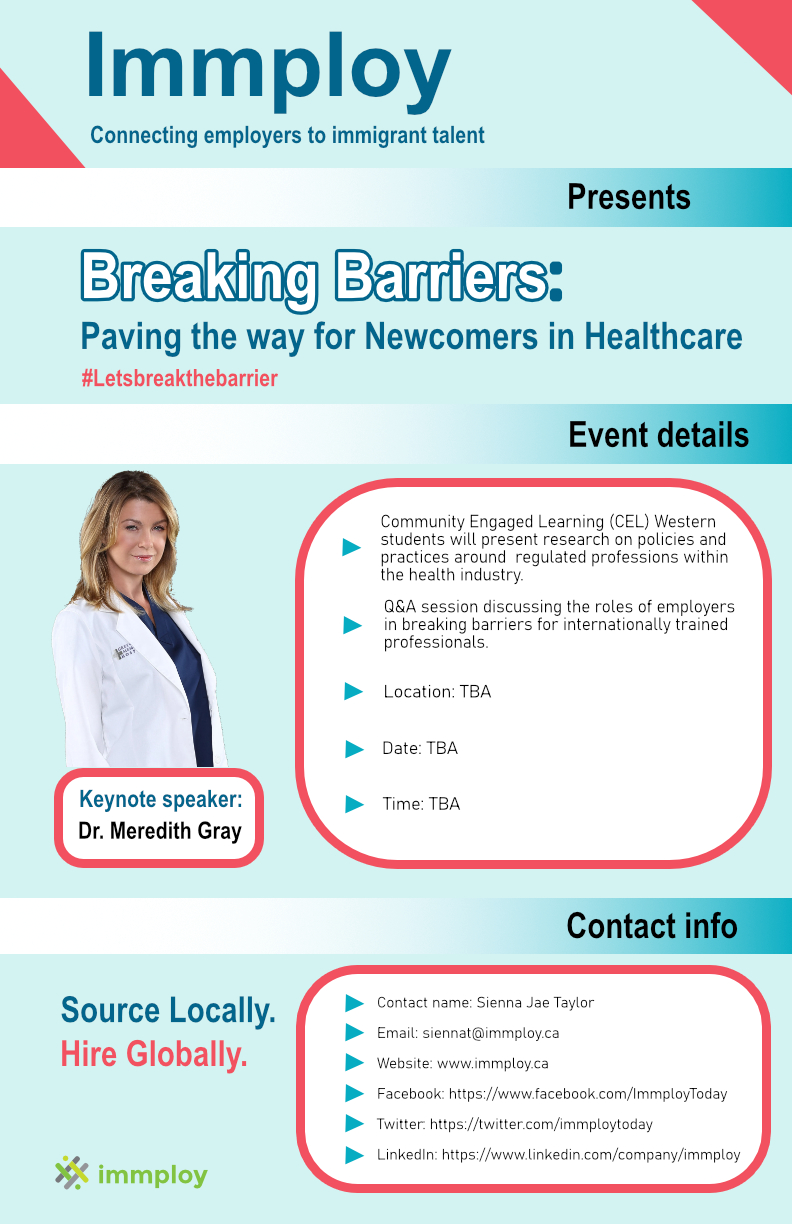 Immploy
Connecting employers to immigrant talent
Presents
Breaking Barriers:
Paving the way for Newcomers in Healthcare
#Letsbreakthebarrier
Event details
Community Engaged Learning (CEL) Western
students will present research on policies and
practices around  regulated professions within
the health industry.
Q&A session discussing the roles of employers
in breaking barriers for internationally trained
professionals.
Location: TBA
Date: TBA
Time: TBA
Keynote speaker:
Dr. Meredith Gray
Contact info
Source Locally.
Hire Globally.
Contact name: Sienna Jae Taylor
Email: siennat@immploy.ca
Website: www.immploy.ca
Facebook: https://www.facebook.com/ImmployToday
Twitter: https://twitter.com/immploytoday
LinkedIn: https://www.linkedin.com/company/immploy
immploy